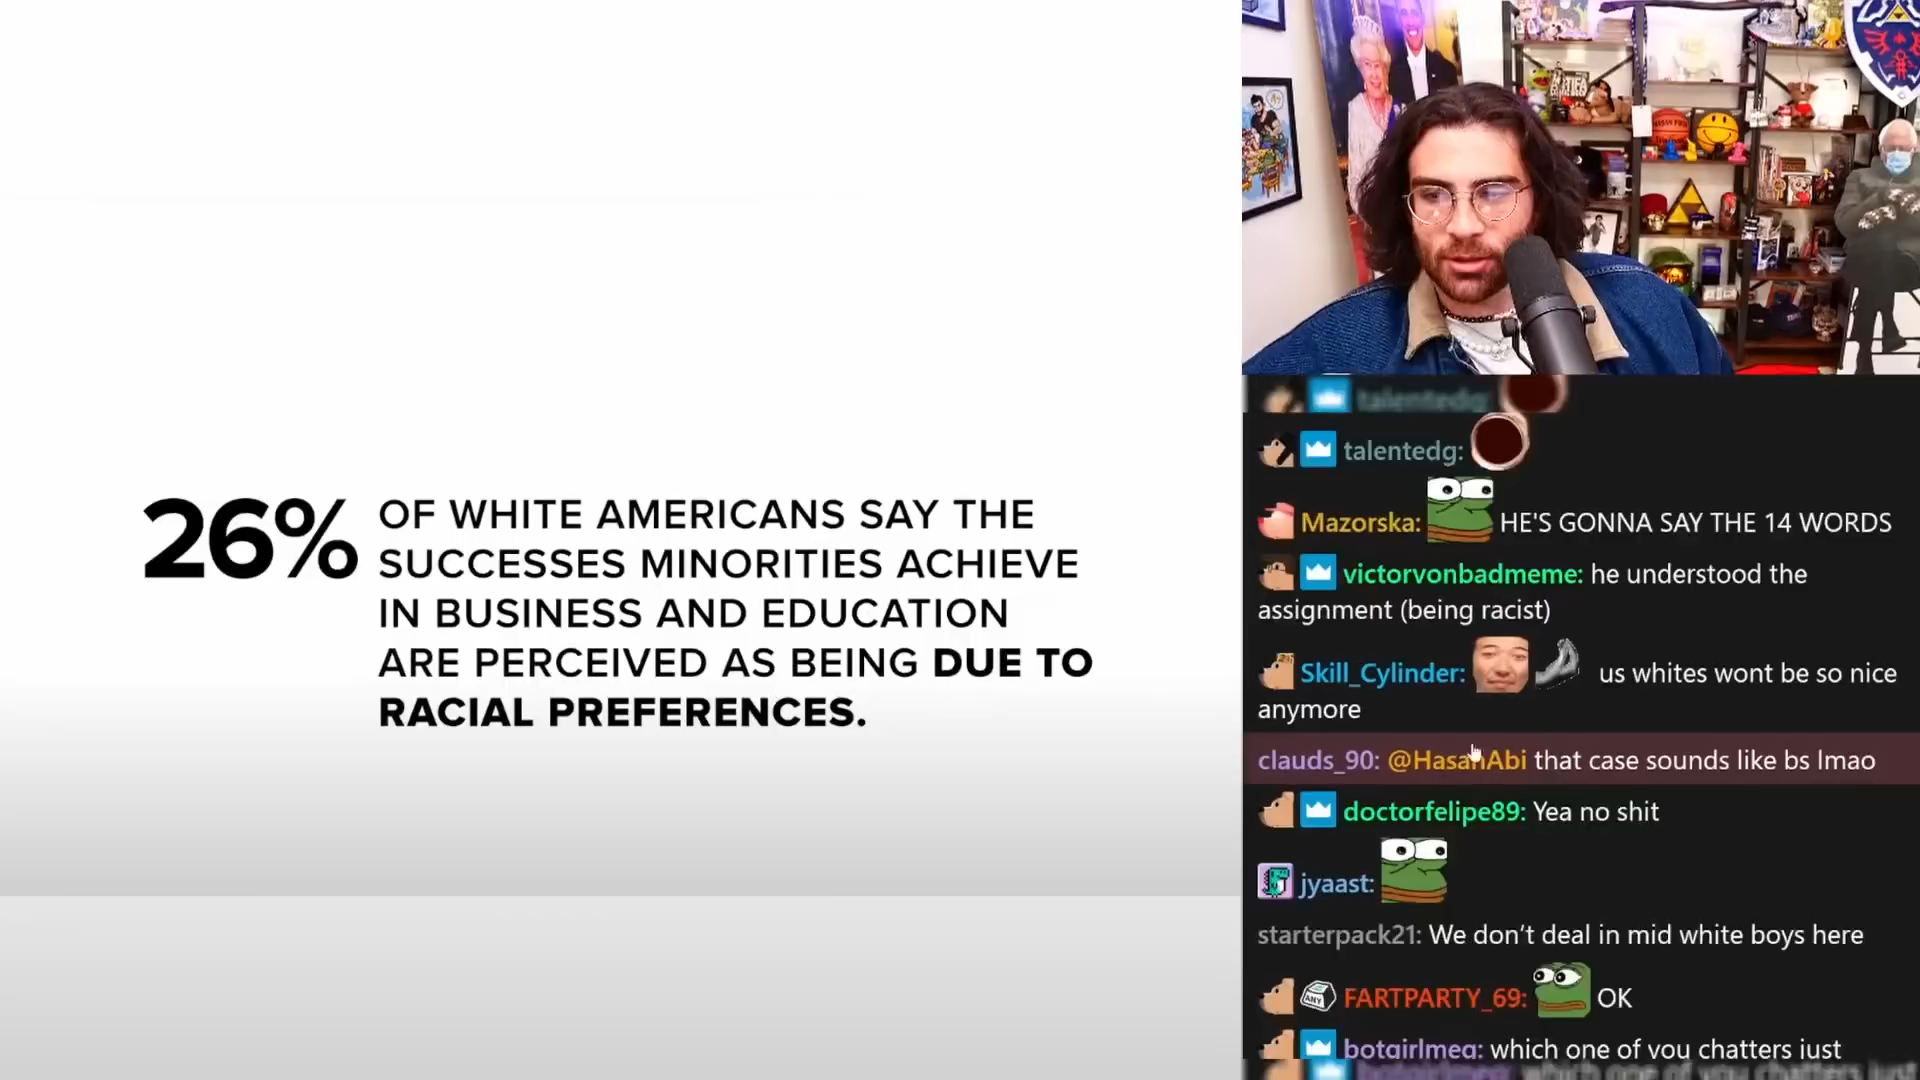 26% OF WHITE AMERICANS SAY THE
SUCCESSES MINORITIES ACHIEVE
IN BUSINESS AND EDUCATION
ARE PERCEIVED AS BEING DUE TO
RACIAL PREFERENCES.
talentedg
talentedg:
Mazorska: HE'S GONNA SAY THE 14 WORDS
victorvonbadmeme: he understood the
assignment (being racist)
Skill_Cylinder: us whites wont be so nice
anymore
clauds_90: @HasanAbi that case sounds like bs lmao
doctorfelipe89: Yea no shit
jyaast:
starterpack21: We don't deal in mid white boys here
ANY FARTPARTY_69: OK
botgirlmeg: which one of you chatters just